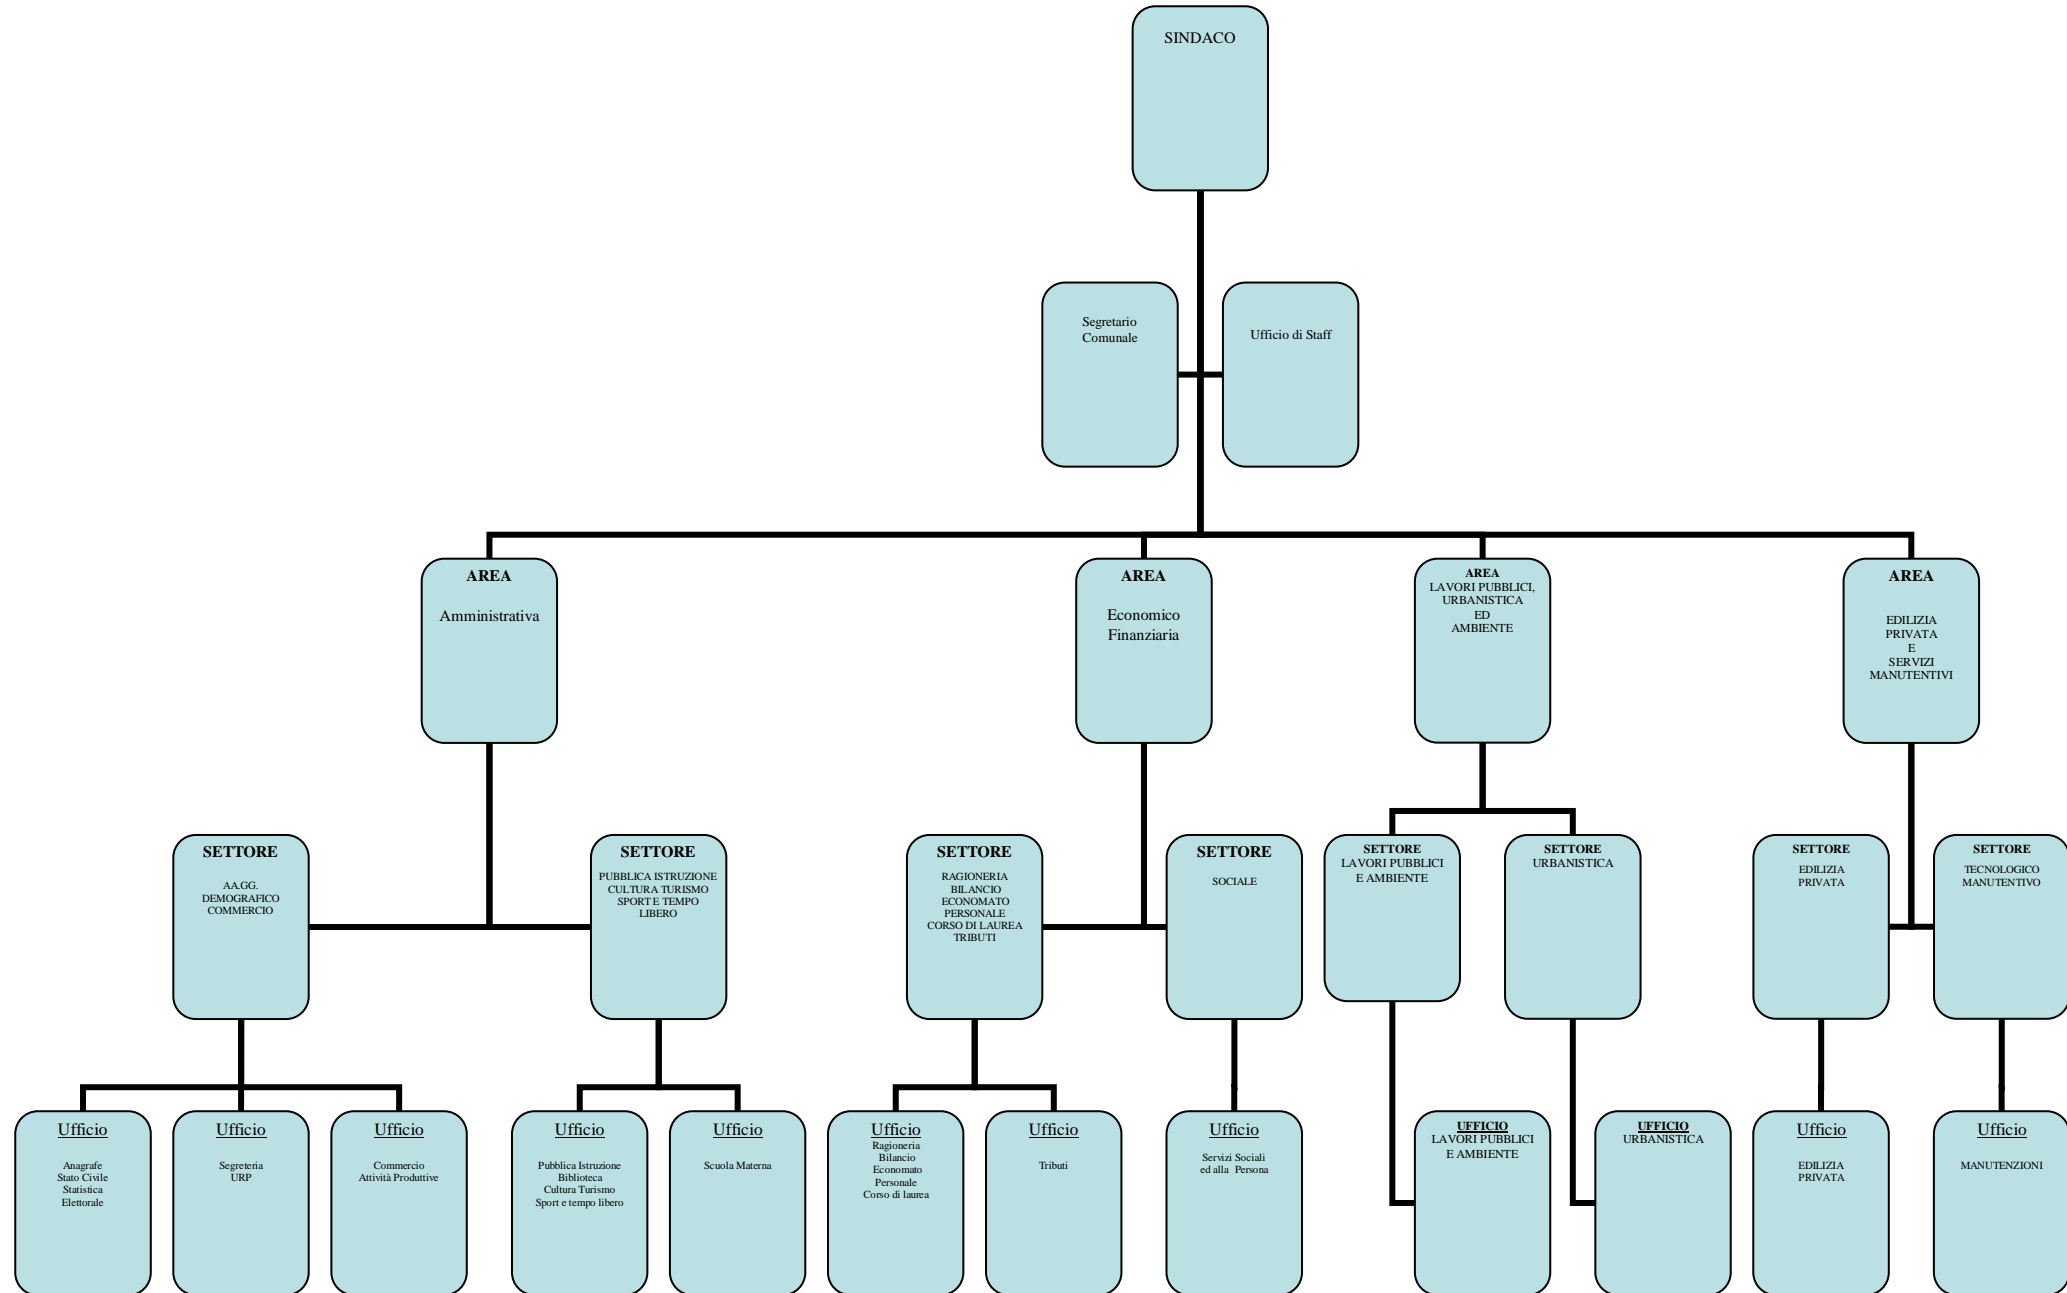 SINDACO
Segretario
Comunale
Ufficio di Staff
AREA
Amministrativa
AREA
Economico
Finanziaria
AREA
LAVORI PUBBLICI,
URBANISTICA
ED
AMBIENTE
AREA
EDILIZIA
PRIVATA
E
SERVIZI
MANUTENTIVI
SETTORE
AA.GG.
DEMOGRAFICO
COMMERCIO
SETTORE
PUBBLICA ISTRUZIONE
CULTURA TURISMO
SPORT E TEMPO
LIBERO
SETTORE
RAGIONERIA
BILANCIO
ECONOMATO
PERSONALE
CORSO DI LAUREA
TRIBUTI
SETTORE
SOCIALE
SETTORE
LAVORI PUBBLICI
E AMBIENTE
SETTORE
URBANISTICA
SETTORE
EDILIZIA
PRIVATA
SETTORE
TECNOLOGICO
MANUTENTIVO
Ufficio
Anagrafe
Stato Civile
Statistica
Elettorale
Ufficio
Segreteria
URP
Ufficio
Commercio
Attività Produttive
Ufficio
Pubblica Istruzione
Biblioteca
Cultura Turismo
Sport e tempo libero
Ufficio
Scuola Materna
Ufficio
Ragioneria
Bilancio
Economato
Personale
Corso di laurea
Ufficio
Tributi
Ufficio
Servizi Sociali
ed alla Persona
UFFICIO
LAVORI PUBBLICI
E AMBIENTE
UFFICIO
URBANISTICA
Ufficio
EDILIZIA
PRIVATA
Ufficio
MANUTENZIONI